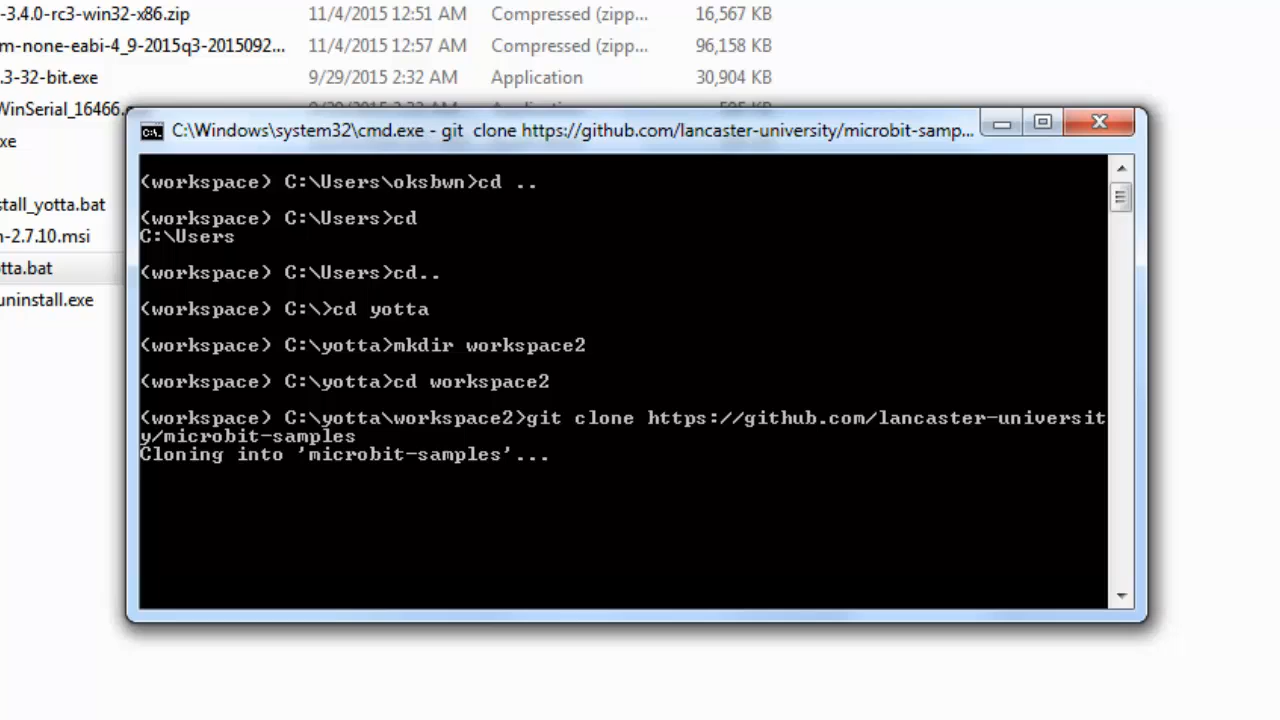 -3.4.0-rc3-win32-x86.zip 11/4/2015 12:51 AM Compressed (zipp... 16,567 KB
m-none-eabi-4_9-2015q3-2015092... 11/4/2015 12:57 AM Compressed (zipp... 96,158 KB
.3-32-bit.exe 9/29/2015 2:32 AM Application 30,904 KB
WinSerial_16466.
xe
stall_yotta.bat
n-2.7.10.msi
tta.bat
uninstall.exe
C:\Windows\system32\cmd.exe - git  clone https://github.com/lancaster-university/microbit-samp...
(workspace) C:\Users\oksbwn>cd ..
(workspace) C:\Users>cd
C:\Users
(workspace) C:\Users>cd..
(workspace) C:\>cd yotta
(workspace) C:\yotta>mkdir workspace2
(workspace) C:\yotta>cd workspace2
(workspace) C:\yotta\workspace2>git clone https://github.com/lancaster-universit
y/microbit-samples
Cloning into 'microbit-samples'...